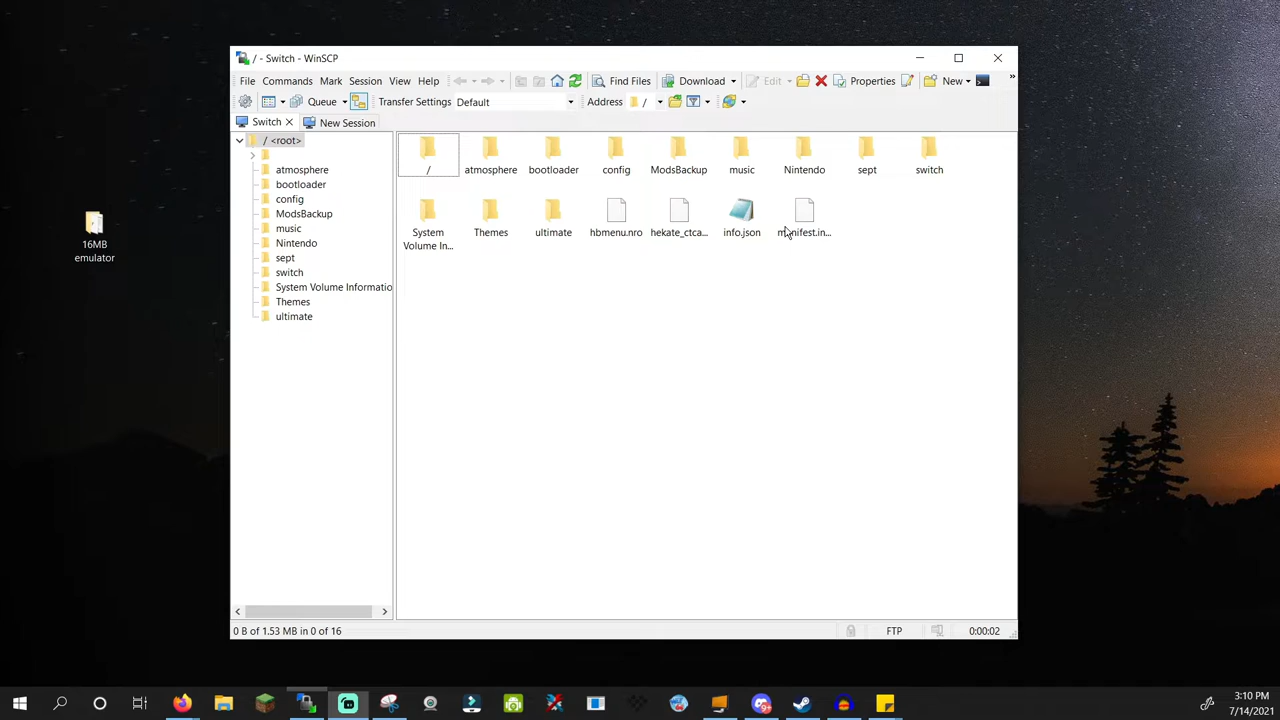 / - Switch - WinSCP
File Commands Mark Session View Help Find Files Download Edit Properties New
Queue Transfer Settings Default Address /
Switch New Session
/ <root>
atmosphere
bootloader
config
ModsBackup
music
Nintendo
sept
switch
System Volume Informatio
Themes
ultimate
/ atmosphere bootloader config ModsBackup music Nintendo sept switch
System Volume In... Themes ultimate hbmenu.nro hekate_ctca... info.json manifest.in...
16MB
emulator
0 B of 1.53 MB in 0 of 16 FTP 0:00:02
3:10 PM
7/14/2021